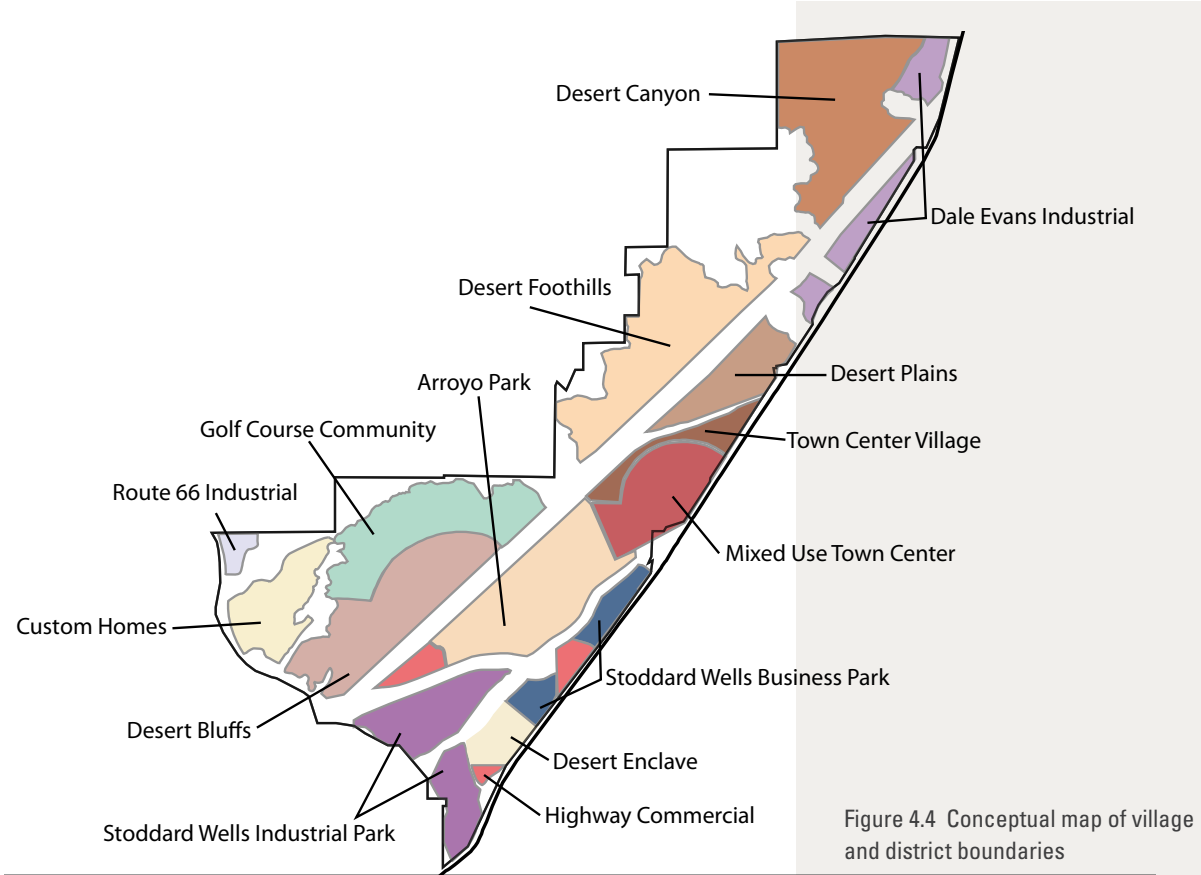 Desert Canyon
Dale Evans Industrial
Desert Foothills
Desert Plains
Arroyo Park
Golf Course Community
Town Center Village
Route 66 Industrial
Mixed Use Town Center
Custom Homes
Stoddard Wells Business Park
Desert Bluffs
Desert Enclave
Highway Commercial
Stoddard Wells Industrial Park
Figure 4.4 Conceptual map of village
and district boundaries